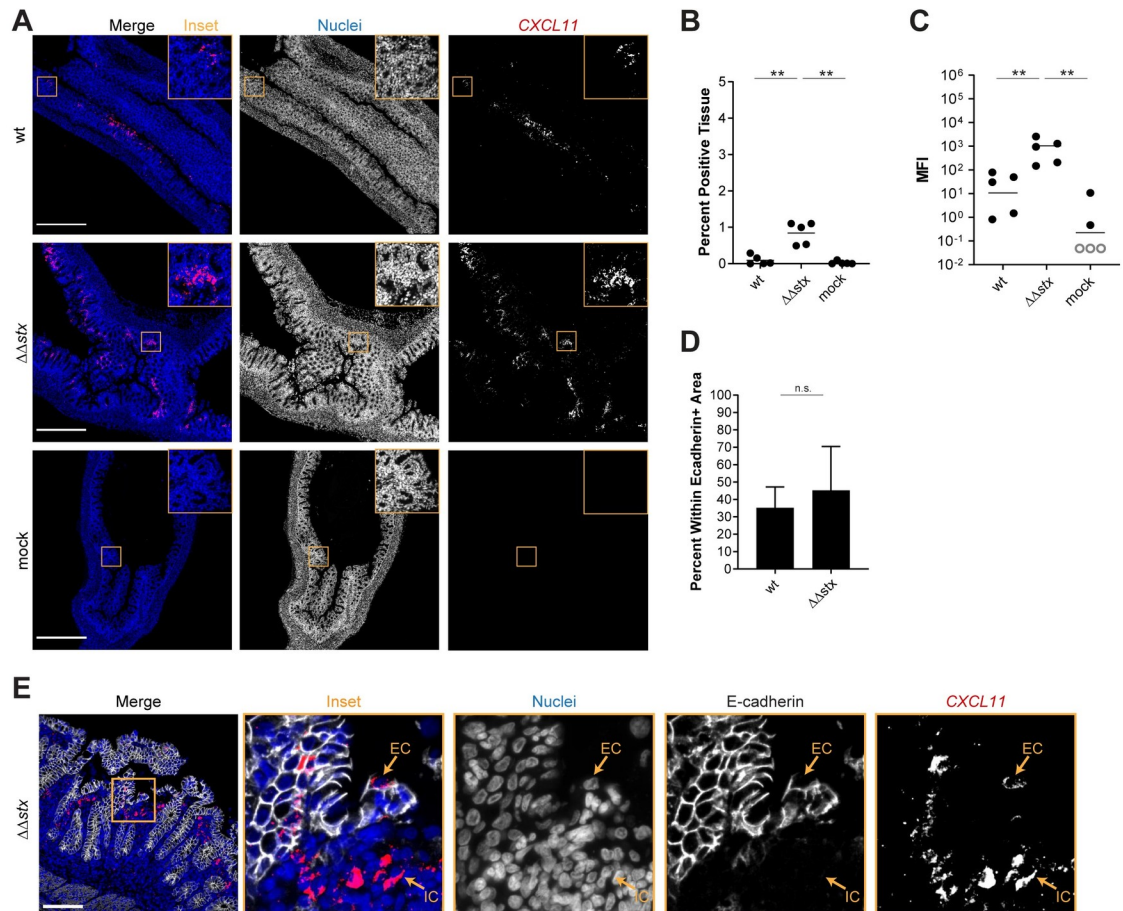 A
Merge Inset Nuclei CXCL11
wt
ΔΔstx
mock
B
Percent Positive Tissue
5
4
3
2
1
0
** **
wt ΔΔstx mock
C
MFI
10⁶
10⁵
10⁴
10³
10²
10¹
10⁰
10⁻¹
10⁻²
** **
wt ΔΔstx mock
D
Percent Within Ecadherin+ Area
100
90
80
70
60
50
40
30
20
10
0
n.s.
wt ΔΔstx
E
Merge Inset Nuclei E-cadherin CXCL11
ΔΔstx
EC EC EC EC
IC IC IC IC